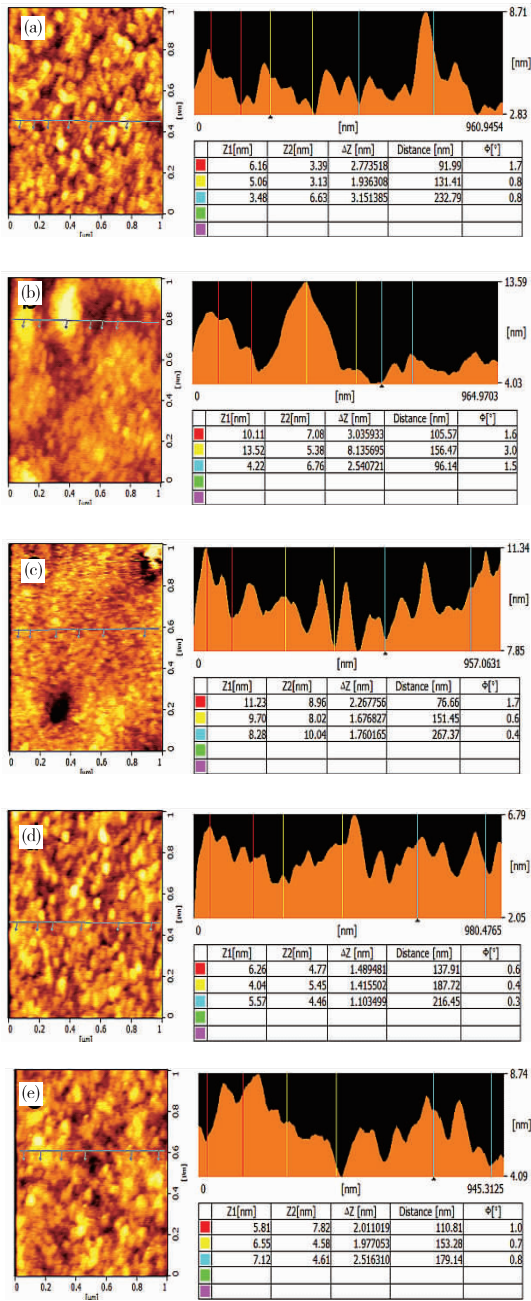 (a)
0 0.2 0.4 0.6 0.8 1
[um]
0 0.2 0.4 0.6 0.8 1
8.71
[nm]
2.83
0 [nm] 960.9454
Z1[nm] Z2[nm] ΔZ [nm] Distance [nm] Φ[°]
6.16 3.39 2.773518 91.99 1.7
5.06 3.13 1.936308 131.41 0.8
3.48 6.63 3.151385 232.79 0.8
(b)
0 0.2 0.4 0.6 0.8 1
[um]
0 0.2 0.4 0.6 0.8 1
13.59
[nm]
4.03
0 [nm] 964.9703
Z1[nm] Z2[nm] ΔZ [nm] Distance [nm] Φ[°]
10.11 7.08 3.035933 105.57 1.6
13.52 5.38 8.135695 156.47 3.0
4.22 6.76 2.540721 96.14 1.5
(c)
0 0.2 0.4 0.6 0.8 1
[um]
0 0.2 0.4 0.6 0.8 1
11.34
[nm]
7.85
0 [nm] 957.0631
Z1[nm] Z2[nm] ΔZ [nm] Distance [nm] Φ[°]
11.23 8.96 2.267756 76.66 1.7
9.70 8.02 1.676827 151.45 0.6
8.28 10.04 1.760165 267.37 0.4
(d)
0 0.2 0.4 0.6 0.8 1
[um]
0 0.2 0.4 0.6 0.8 1
6.79
[nm]
2.05
0 [nm] 980.4765
Z1[nm] Z2[nm] ΔZ [nm] Distance [nm] Φ[°]
6.26 4.77 1.489481 137.91 0.6
4.04 5.45 1.415502 187.72 0.4
5.57 4.46 1.103499 216.45 0.3
(e)
0 0.2 0.4 0.6 0.8 1
[um]
0 0.2 0.4 0.6 0.8 1
8.74
[nm]
4.09
0 [nm] 945.3125
Z1[nm] Z2[nm] ΔZ [nm] Distance [nm] Φ[°]
5.81 7.82 2.011019 110.81 1.0
6.55 4.58 1.977053 153.28 0.7
7.12 4.61 2.516310 179.14 0.8